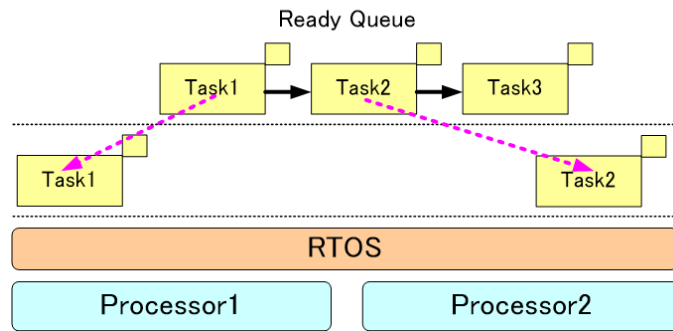 Ready Queue
Task1
Task2
Task3
Task1
Task2
RTOS
Processor1
Processor2